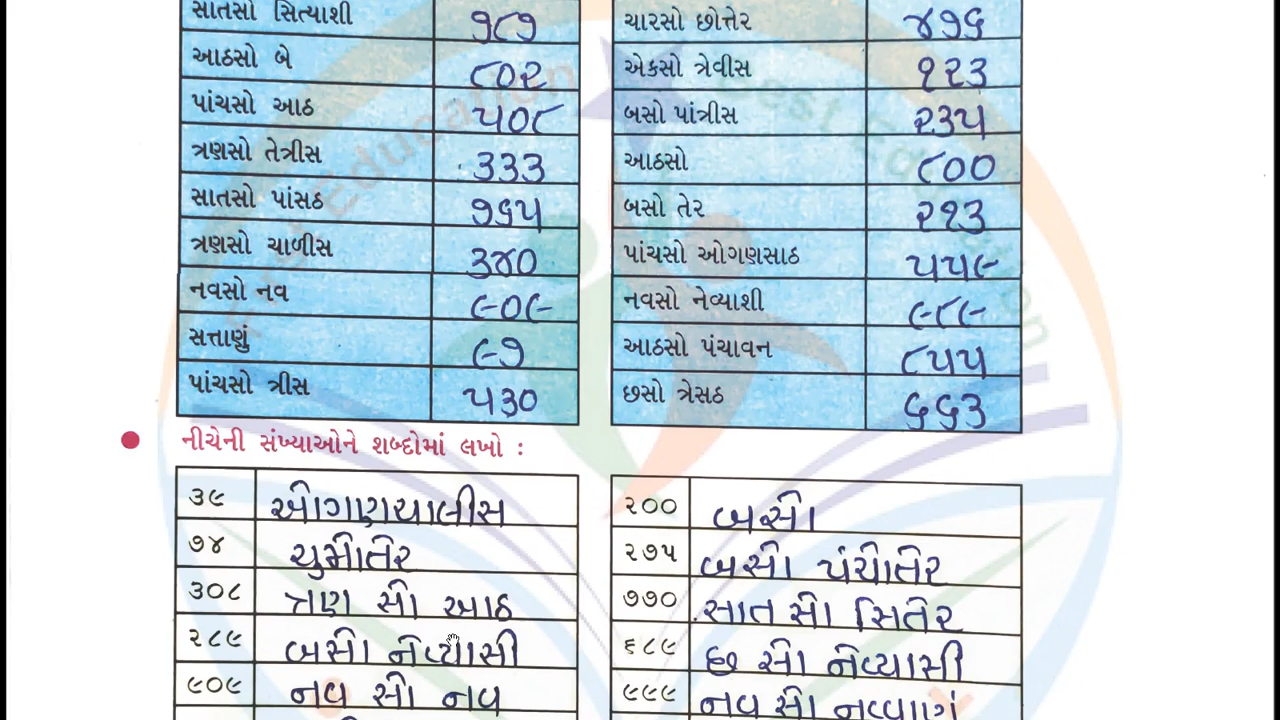 સાતસો સિત્યાશી ૭૮૭ ચારસો છોત્તેર ૪૭૬
આઠસો બે ૮૦૨ એકસો ત્રેવીસ ૧૨૩
પાંચસો આઠ ૫૦૮ બસો પાંત્રીસ ૨૩૫
ત્રણસો તેત્રીસ ૩૩૩ આઠસો ૮૦૦
સાતસો પાંસઠ ૭૬૫ બસો તેર ૨૧૩
ત્રણસો ચાળીસ ૩૪૦ પાંચસો ઓગણસાઠ ૫૫૯
નવસો નવ ૯૦૯ નવસો નેવ્યાશી ૯૮૯
સત્તાણું ૯૭ આઠસો પંચાવન ૮૫૫
પાંચસો ત્રીસ ૫૩૦ છસો ત્રેસઠ ૬૬૩
નીચેની સંખ્યાઓને શબ્દોમાં લખો :
૩૯ ઓગણચાલીસ ૨૦૦ બસો
૭૪ ચુમોતેર ૨૭૫ બસો પંચોતેર
૩૦૮ ત્રણ સો આઠ ૭૭૦ સાત સો સિતેર
૨૮૯ બસો નેવ્યાસી ૬૮૯ છ સો નેવ્યાસી
૯૦૯ નવ સો નવ ૯૯૯ નવ સો નવ્વાણું